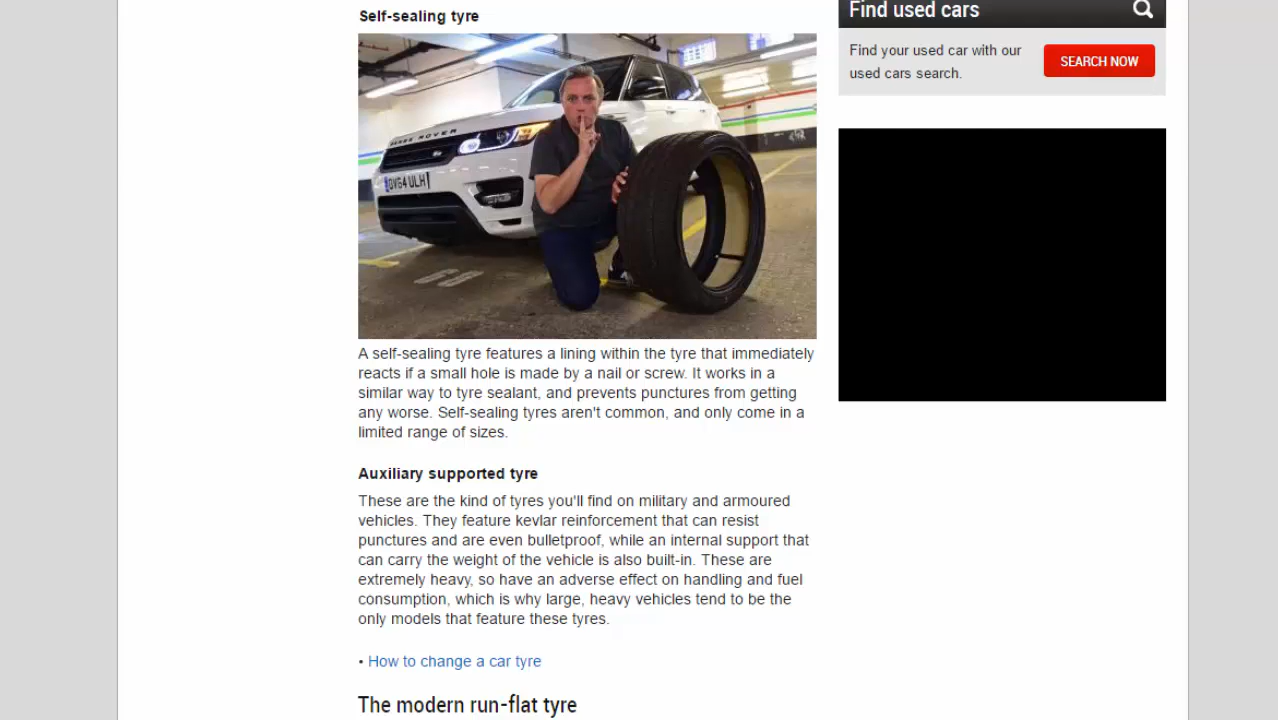 Self-sealing tyre
RANGE ROVER
OV64 ULH
A self-sealing tyre features a lining within the tyre that immediately
reacts if a small hole is made by a nail or screw. It works in a
similar way to tyre sealant, and prevents punctures from getting
any worse. Self-sealing tyres aren't common, and only come in a
limited range of sizes.
Auxiliary supported tyre
These are the kind of tyres you'll find on military and armoured
vehicles. They feature kevlar reinforcement that can resist
punctures and are even bulletproof, while an internal support that
can carry the weight of the vehicle is also built-in. These are
extremely heavy, so have an adverse effect on handling and fuel
consumption, which is why large, heavy vehicles tend to be the
only models that feature these tyres.
• How to change a car tyre
The modern run-flat tyre
Find used cars
Find your used car with our
used cars search.
SEARCH NOW